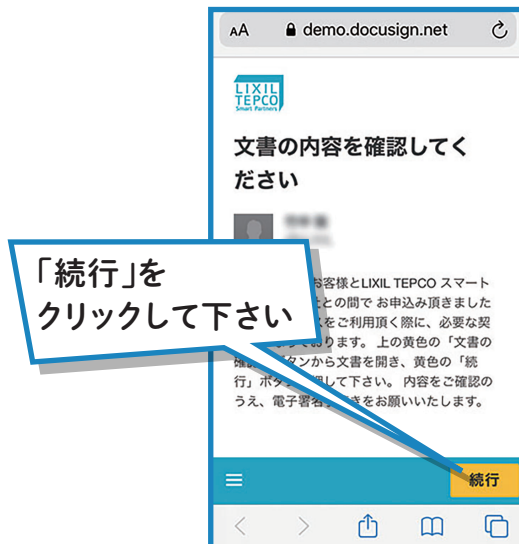 AA demo.docusign.net
LIXIL
TEPCO
Smart Partners
文書の内容を確認してく
ださい
「続行」を
クリックして下さい
お客様とLIXIL TEPCO スマート
との間で お申込み頂きました
をご利用頂く際に、必要な契
ております。 上の黄色の「文書の
タンから文書を開き、黄色の「続
行」ボタ 押して下さい。 内容をご確認の
うえ、電子署名 きをお願いいたします。
続行